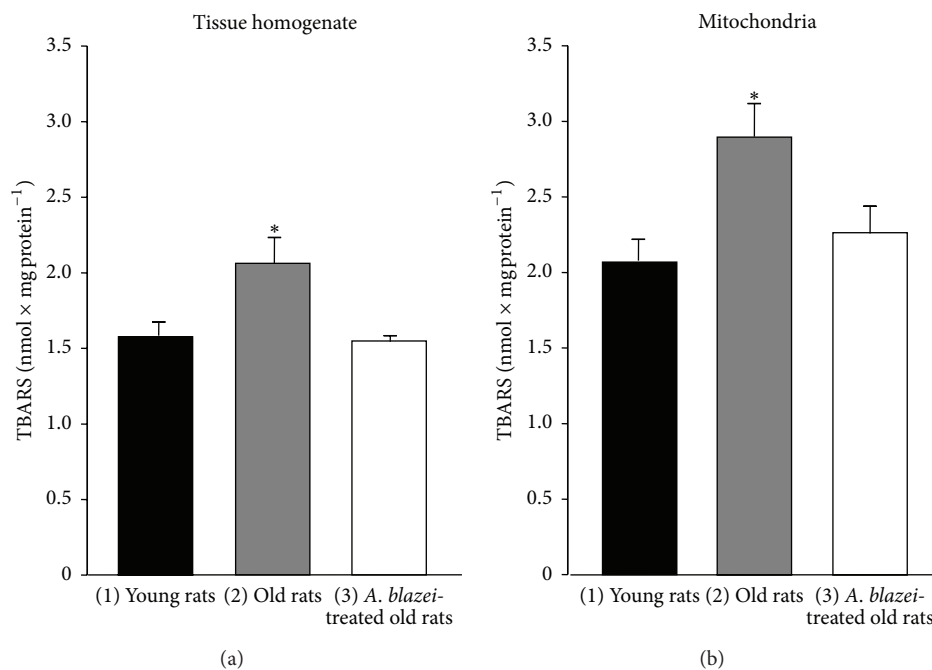 Tissue homogenate
3.5
3.0
2.5
2.0
1.5
1.0
0.5
0
TBARS (nmol × mg protein⁻¹)
*
(1) Young rats
(2) Old rats
(3) A. blazei-
treated old rats
(a)
Mitochondria
3.5
3.0
2.5
2.0
1.5
1.0
0.5
0
TBARS (nmol × mg protein⁻¹)
*
(1) Young rats
(2) Old rats
(3) A. blazei-
treated old rats
(b)